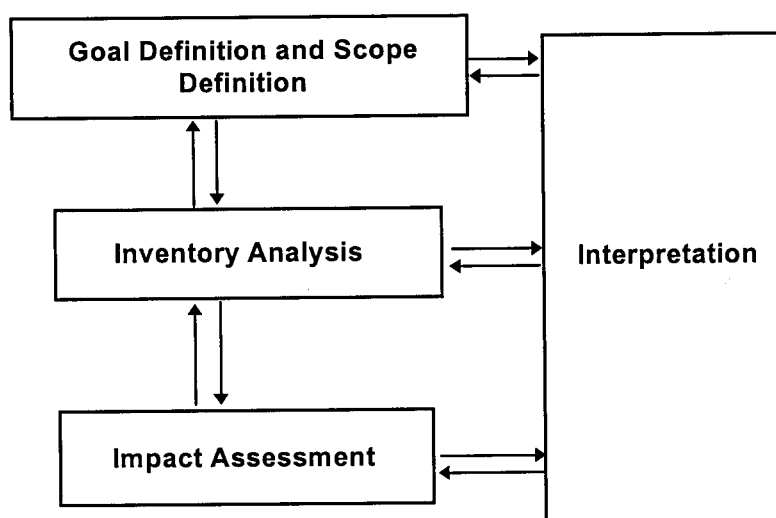 Goal Definition and Scope
Definition
Inventory Analysis
Interpretation
Impact Assessment